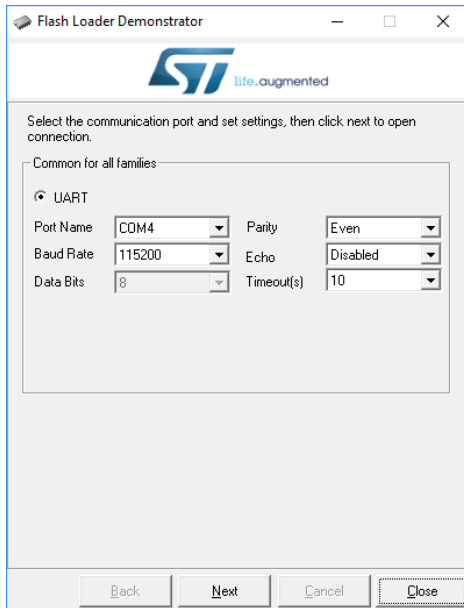 Flash Loader Demonstrator
ST life.augmented
Select the communication port and set settings, then click next to open
connection.
Common for all families
UART
Port Name COM4 Parity Even
Baud Rate 115200 Echo Disabled
Data Bits 8 Timeout(s) 10
Back Next Cancel Close